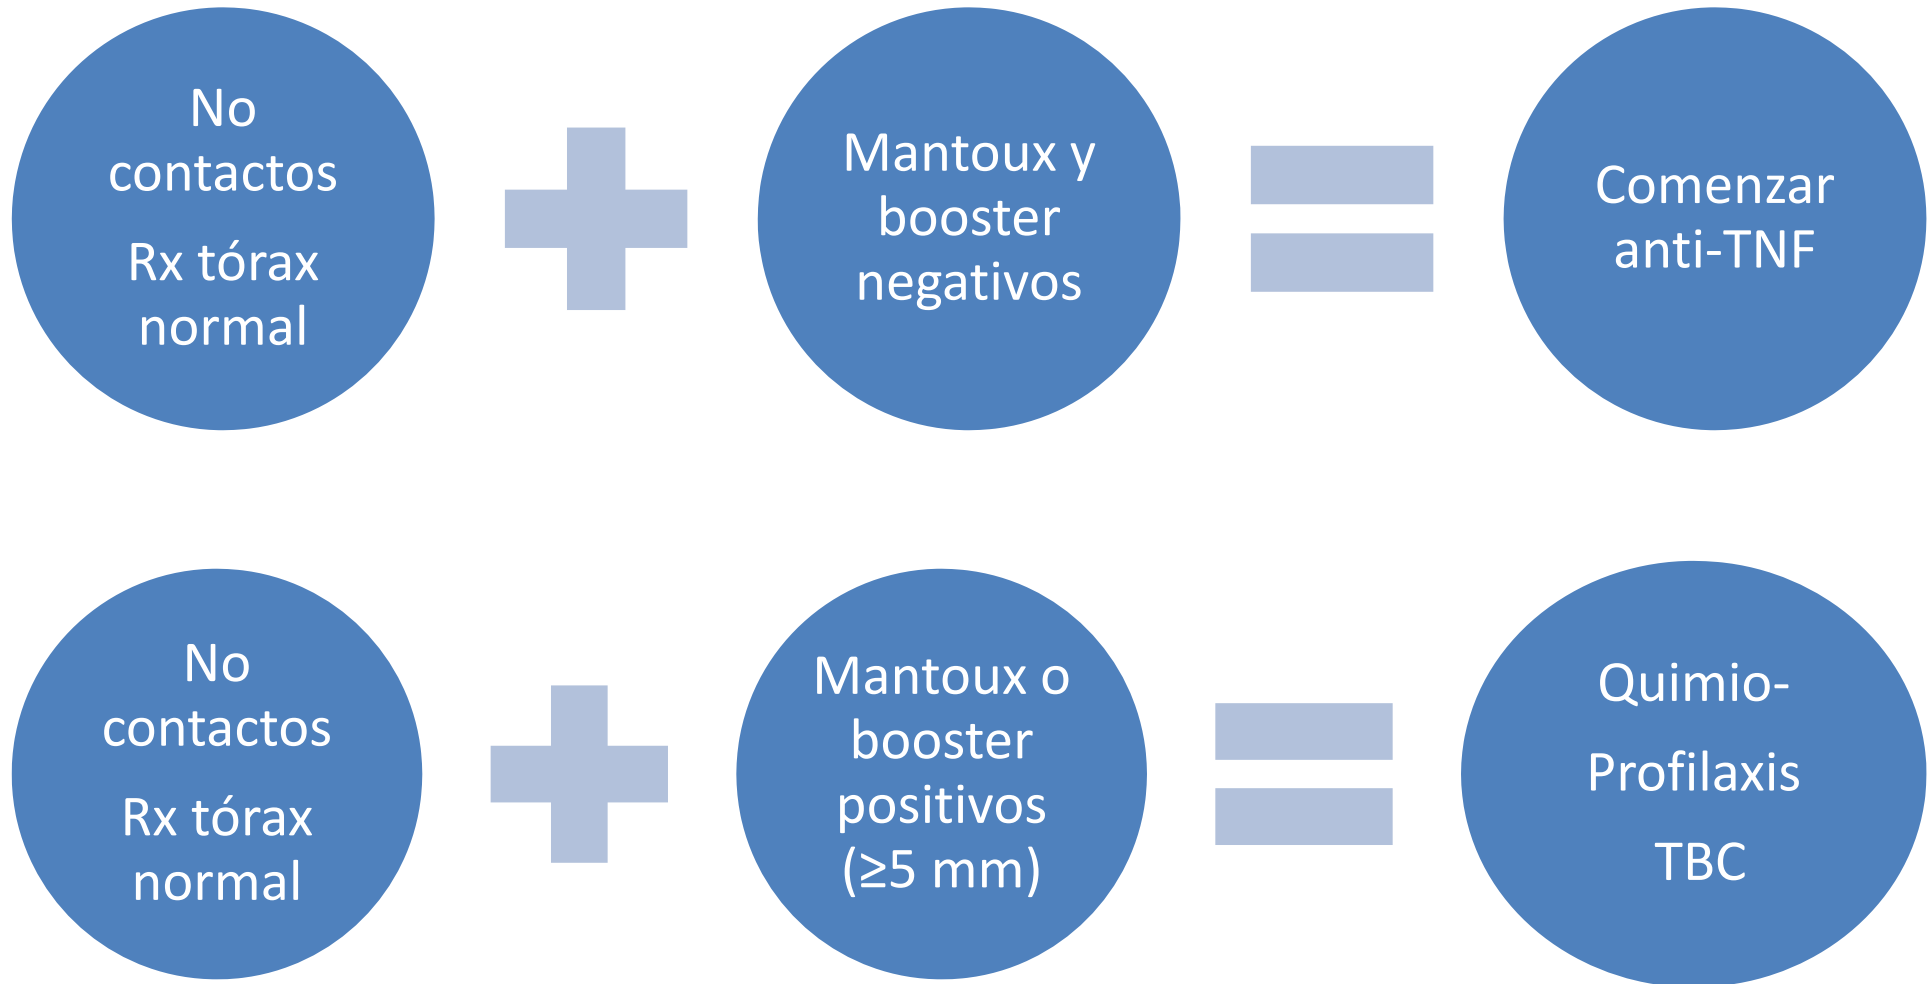 No
contactos
Rx tórax
normal
Mantoux y
booster
negativos
Comenzar
anti-TNF
No
contactos
Rx tórax
normal
Mantoux o
booster
positivos
(≥5 mm)
Quimio-
Profilaxis
TBC